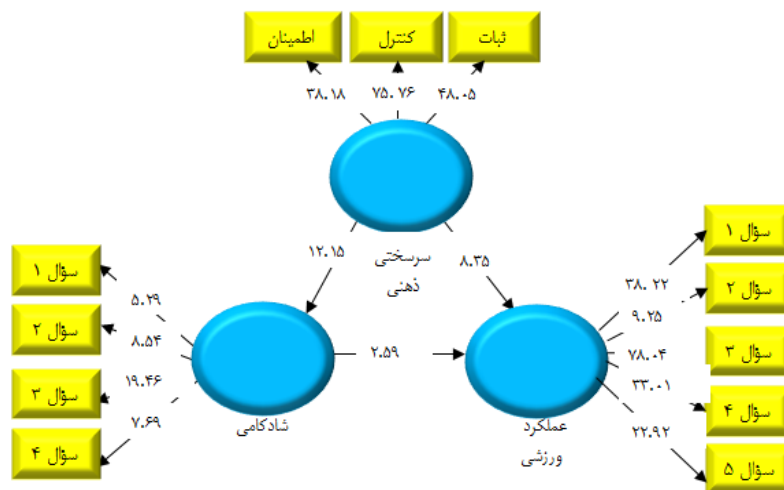 ثبات
کنترل
اطمینان
۴۸.۰۵
۷۵.۷۶
۳۸.۱۸
سرسختی
ذهنی
۸.۳۵
۱۲.۱۵
سؤال ۱
سؤال ۲
سؤال ۳
سؤال ۴
سؤال ۵
۳۸.۲۲
۹.۲۵
۷۸.۰۴
۳۳.۰۱
۲۲.۹۲
عملکرد
ورزشی
۲.۵۹
شادکامی
۵.۲۹
۸.۵۴
۱۹.۴۶
۷.۶۹
سؤال ۱
سؤال ۲
سؤال ۳
سؤال ۴